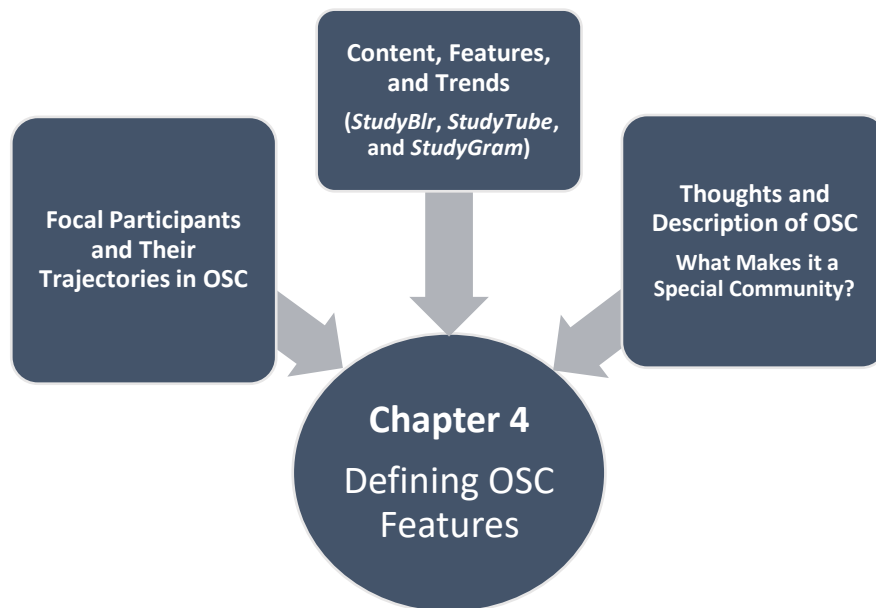 Content, Features,
and Trends
(StudyBlr, StudyTube,
and StudyGram)
Focal Participants
and Their
Trajectories in OSC
Thoughts and
Description of OSC
What Makes it a
Special Community?
Chapter 4
Defining OSC
Features